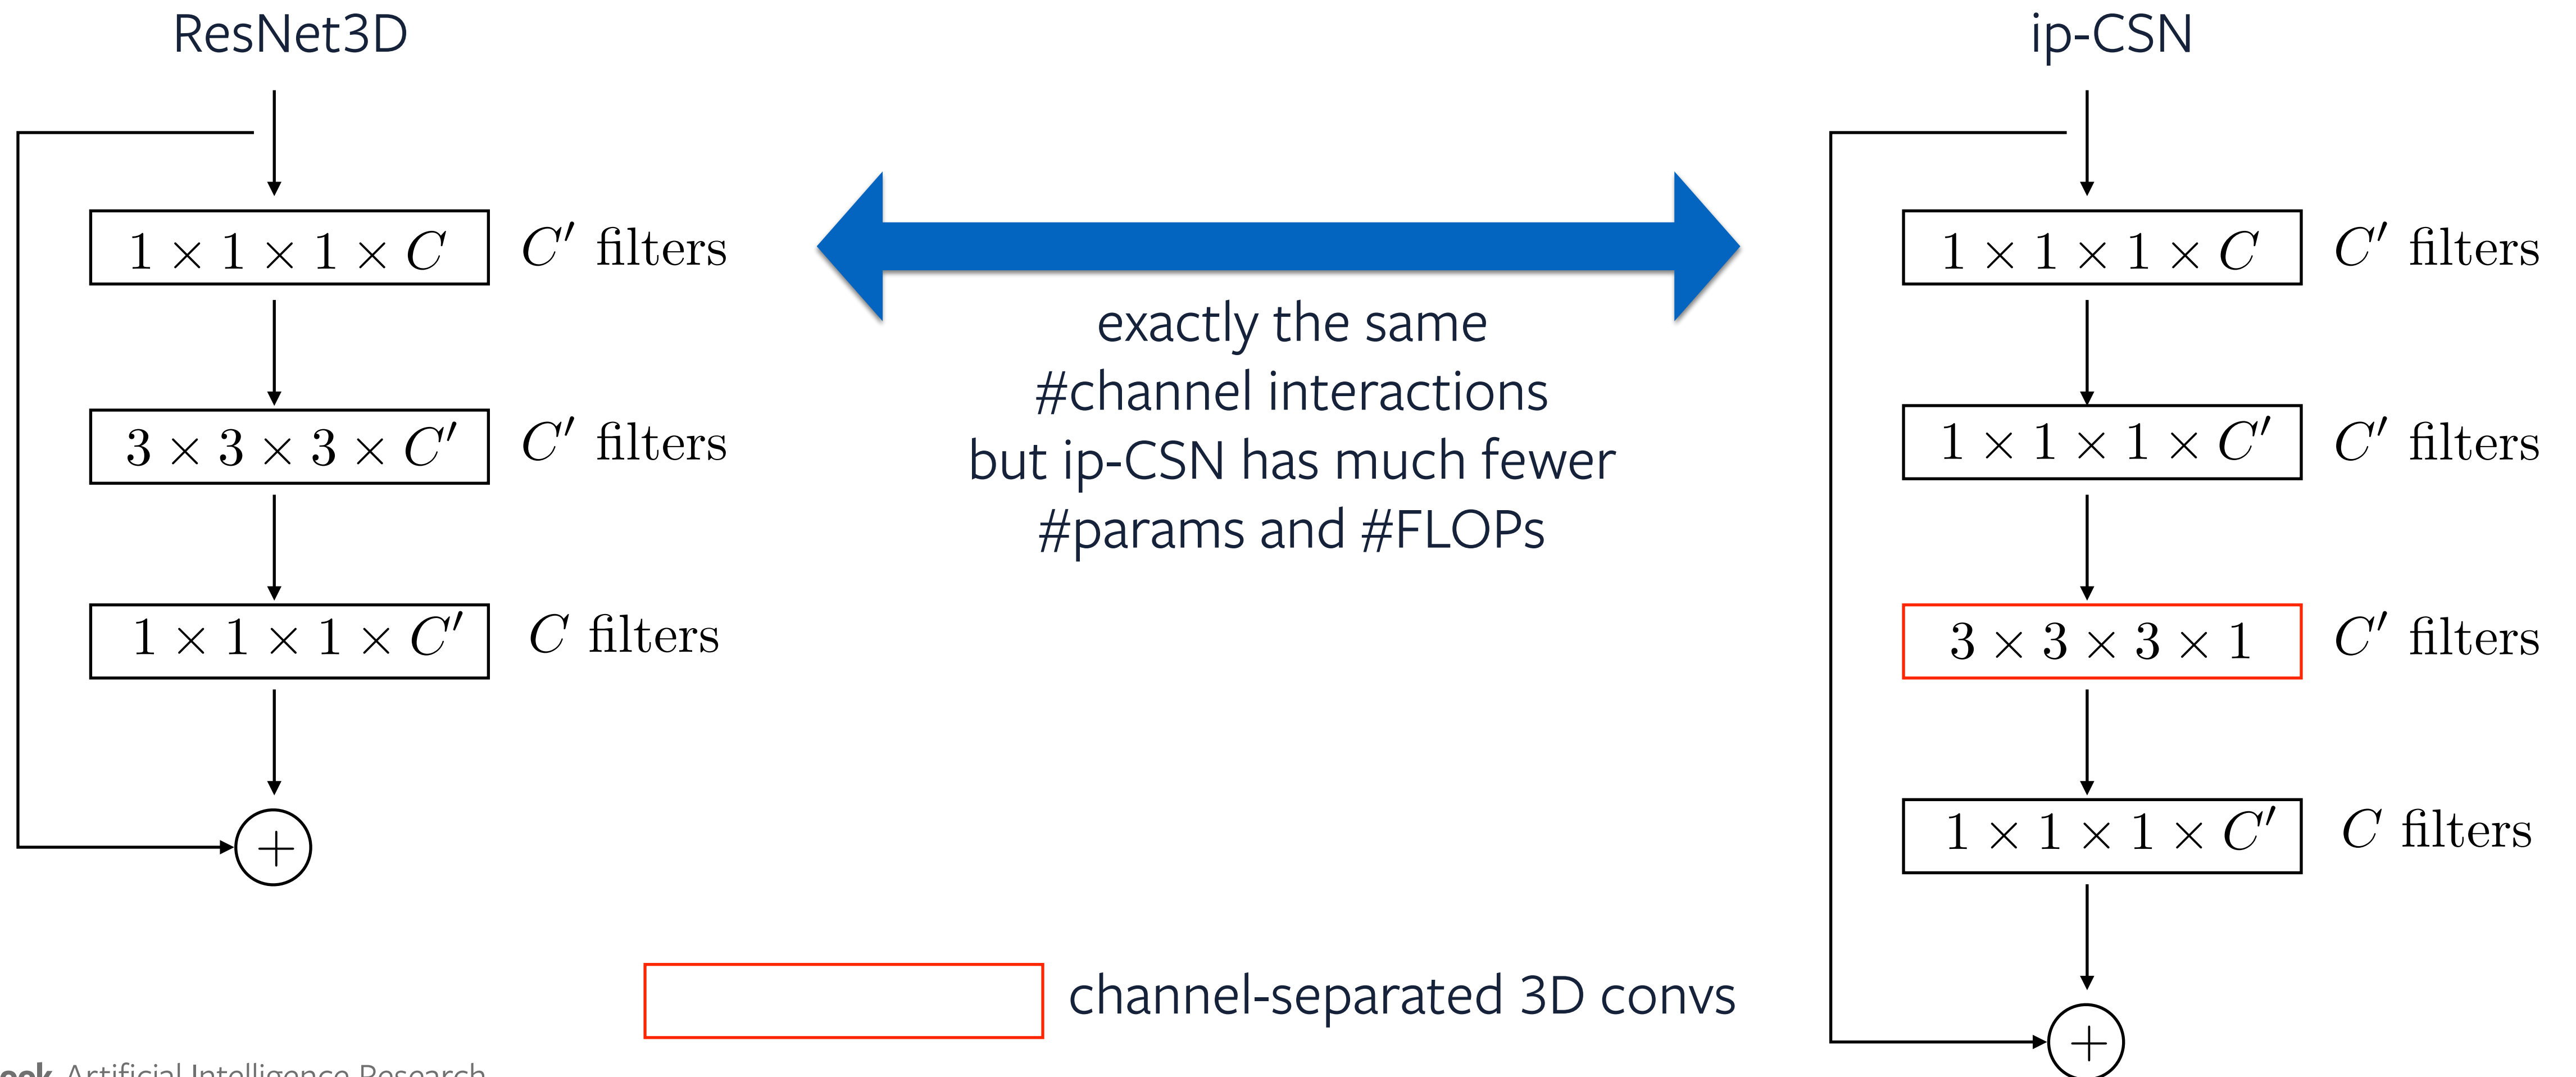 ResNet3D
1 × 1 × 1 × C
C′ filters
3 × 3 × 3 × C′
C′ filters
1 × 1 × 1 × C′
C filters
+
exactly the same
#channel interactions
but ip-CSN has much fewer
#params and #FLOPs
ip-CSN
1 × 1 × 1 × C
C′ filters
1 × 1 × 1 × C′
C′ filters
3 × 3 × 3 × 1
C′ filters
1 × 1 × 1 × C′
C filters
+
channel-separated 3D convs
Artificial Intelligence Research